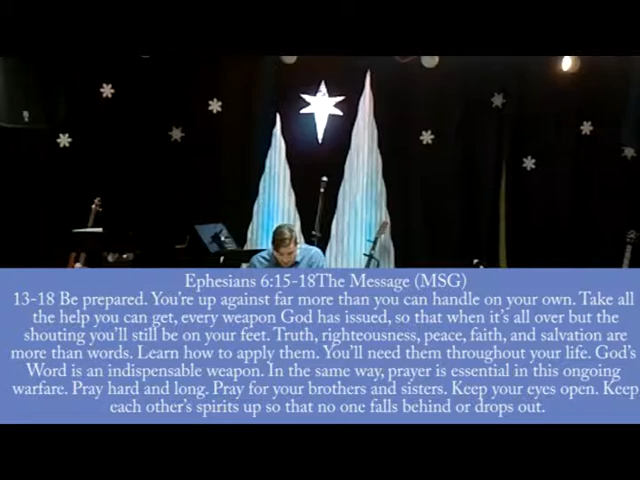 Ephesians 6:15-18The Message (MSG)
13-18 Be prepared. You're up against far more than you can handle on your own. Take all
the help you can get, every weapon God has issued, so that when it's all over but the
shouting you'll still be on your feet. Truth, righteousness, peace, faith, and salvation are
more than words. Learn how to apply them. You'll need them throughout your life. God's
Word is an indispensable weapon. In the same way, prayer is essential in this ongoing
warfare. Pray hard and long. Pray for your brothers and sisters. Keep your eyes open. Keep
each other's spirits up so that no one falls behind or drops out.